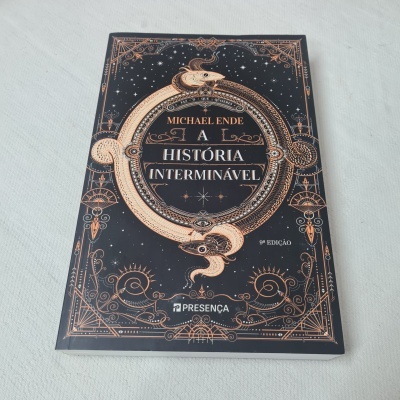 MICHAEL ENDE
A
HISTÓRIA
INTERMINÁVEL
9ª EDIÇÃO
PRESENÇA